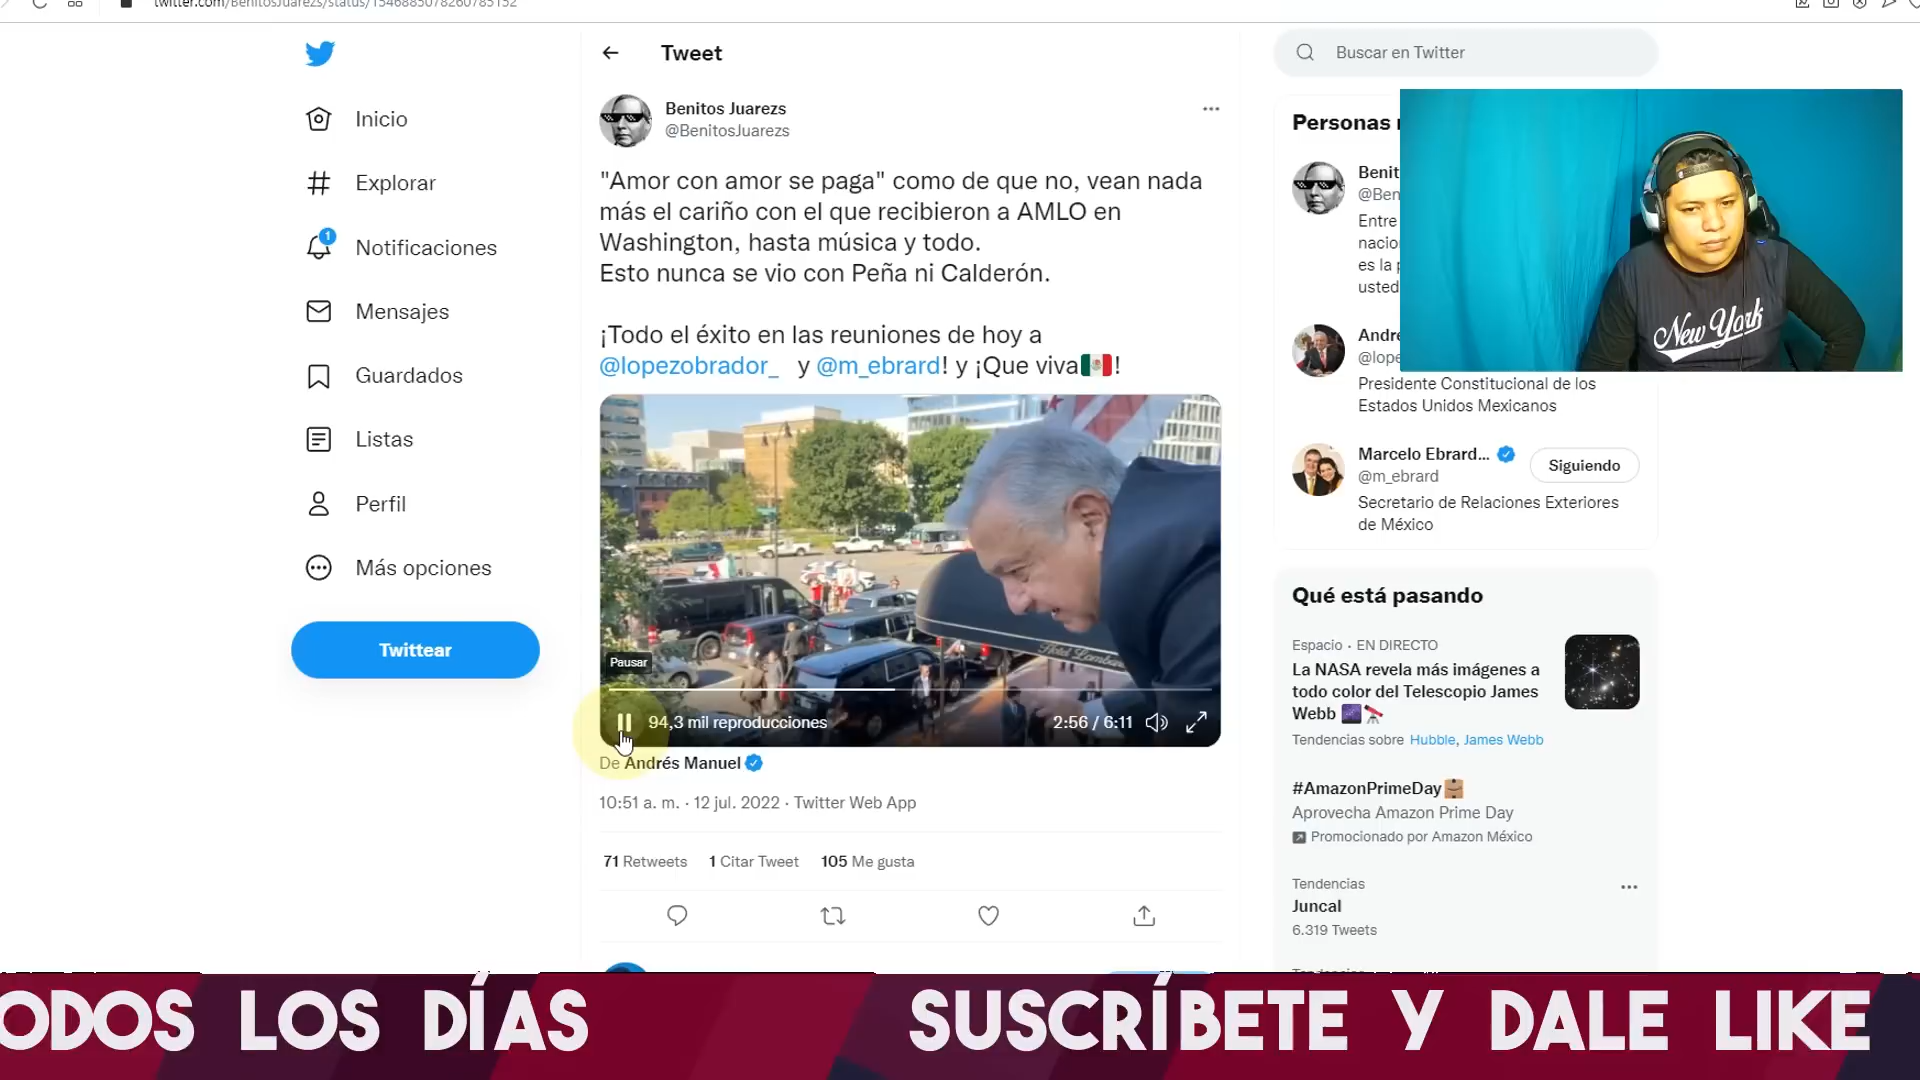 twitter.com/BenitosJuarezs/status/1546885078260785152
Tweet
Buscar en Twitter
Inicio
Explorar
1
Notificaciones
Mensajes
Guardados
Listas
Perfil
Más opciones
Twittear
Benitos Juarezs
@BenitosJuarezs
"Amor con amor se paga" como de que no, vean nada
más el cariño con el que recibieron a AMLO en
Washington, hasta música y todo.
Esto nunca se vio con Peña ni Calderón.
¡Todo el éxito en las reuniones de hoy a
@lopezobrador_ y @m_ebrard! y ¡Que viva🇲🇽!
Hotel Lombardy
Pausar
94,3 mil reproducciones
2:56 / 6:11
De Andrés Manuel
10:51 a. m. · 12 jul. 2022 · Twitter Web App
71 Retweets 1 Citar Tweet 105 Me gusta
Personas
Benit
@Ben
Entre
nacio
es la
usted
New York
Andre
@lope
Presidente Constitucional de los
Estados Unidos Mexicanos
Marcelo Ebrard...
@m_ebrard
Siguiendo
Secretario de Relaciones Exteriores
de México
Qué está pasando
Espacio · EN DIRECTO
La NASA revela más imágenes a
todo color del Telescopio James
Webb
Tendencias sobre Hubble, James Webb
#AmazonPrimeDay
Aprovecha Amazon Prime Day
Promocionado por Amazon México
Tendencias
Juncal
6.319 Tweets
ODOS LOS DÍAS
SUSCRÍBETE Y DALE LIKE